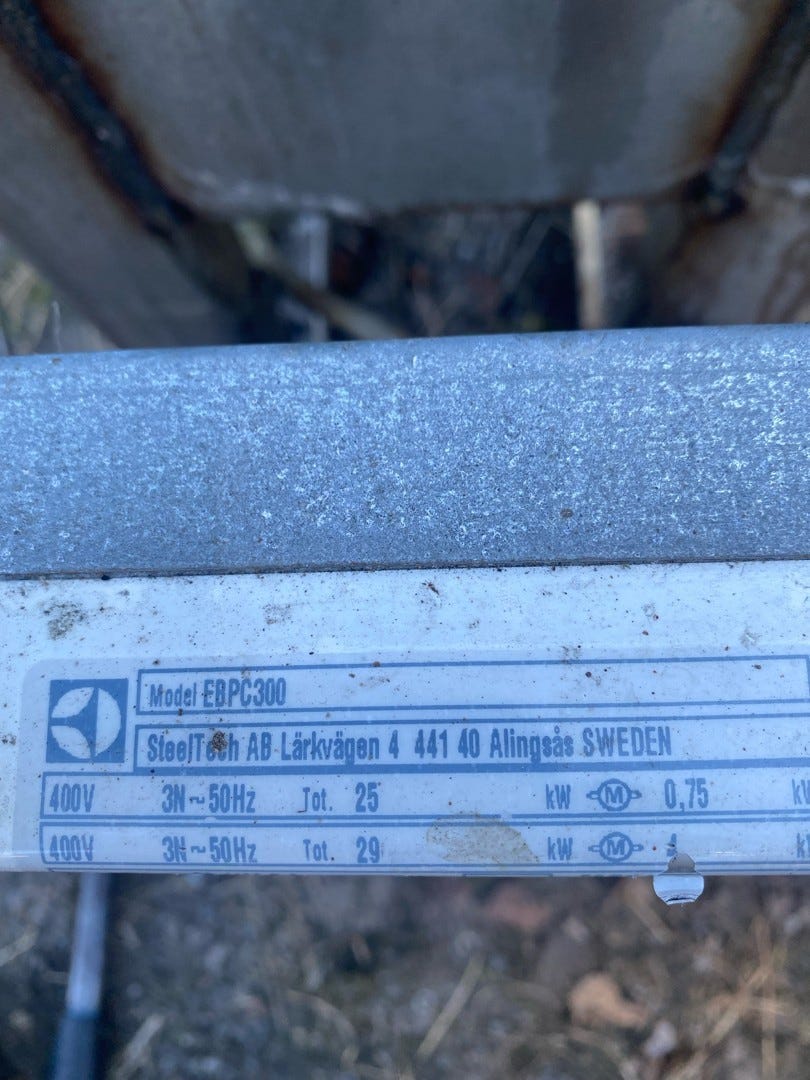 Model EBPC300
SteelTech AB Lärkvägen 4 441 40 Alingsås SWEDEN
400V 3N~50Hz Tot. 25 kW M 0,75
400V 3N~50Hz Tot. 29 kW M